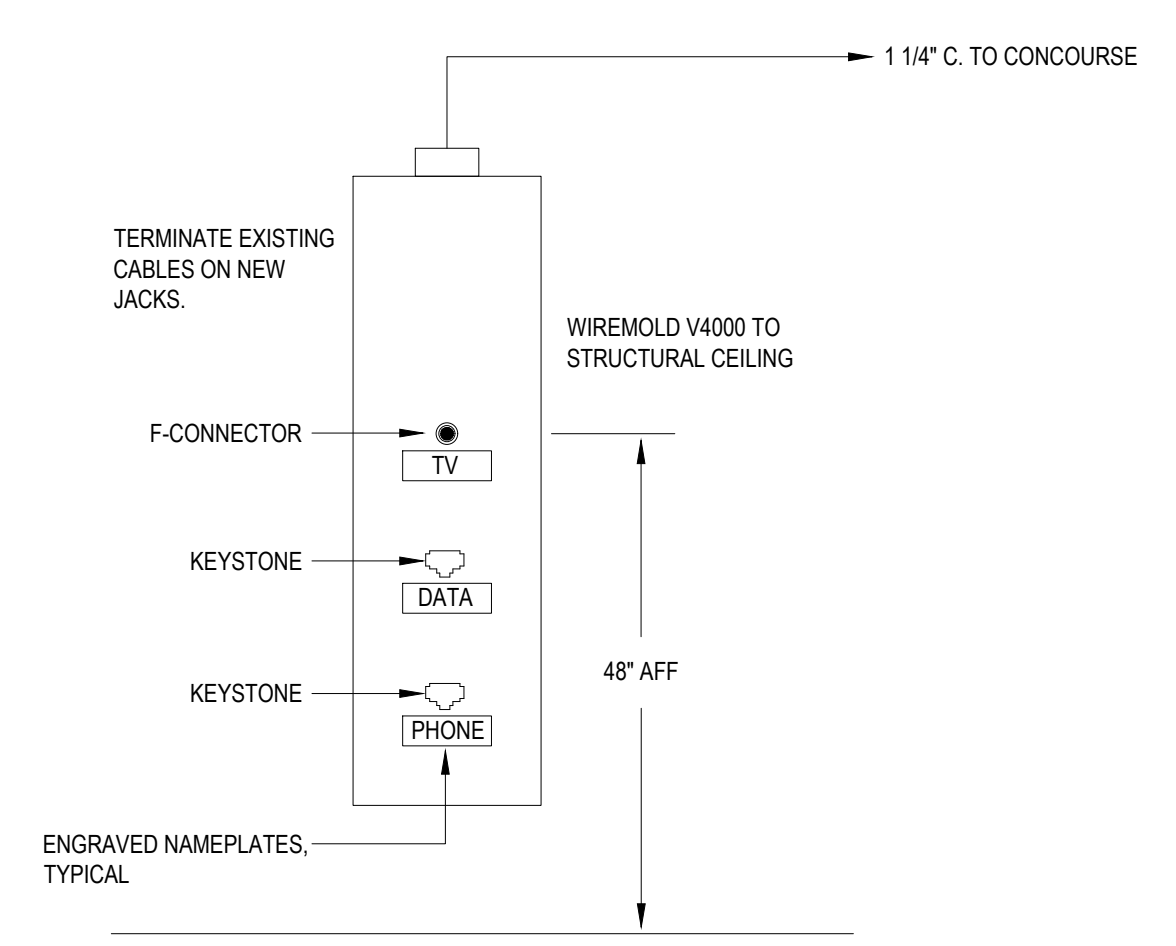 1 1/4" C. TO CONCOURSE
TERMINATE EXISTING
CABLES ON NEW
JACKS.
WIREMOLD V4000 TO
STRUCTURAL CEILING
F-CONNECTOR
TV
KEYSTONE
DATA
48" AFF
KEYSTONE
PHONE
ENGRAVED NAMEPLATES,
TYPICAL